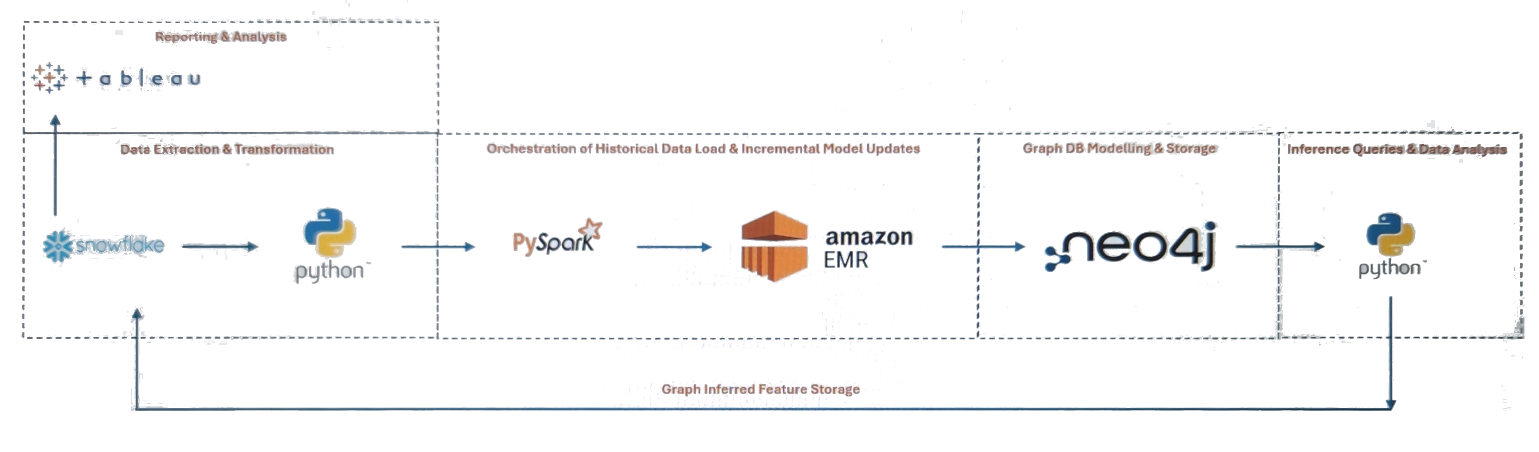 Reporting & Analysis
+ a b l e a u
Data Extraction & Transformation
Orchestration of Historical Data Load & Incremental Model Updates
Graph DB Modelling & Storage
Inference Queries & Data Analysis
snowflake
python™
PySpark
amazon
EMR
neo4j
python™
Graph Inferred Feature Storage